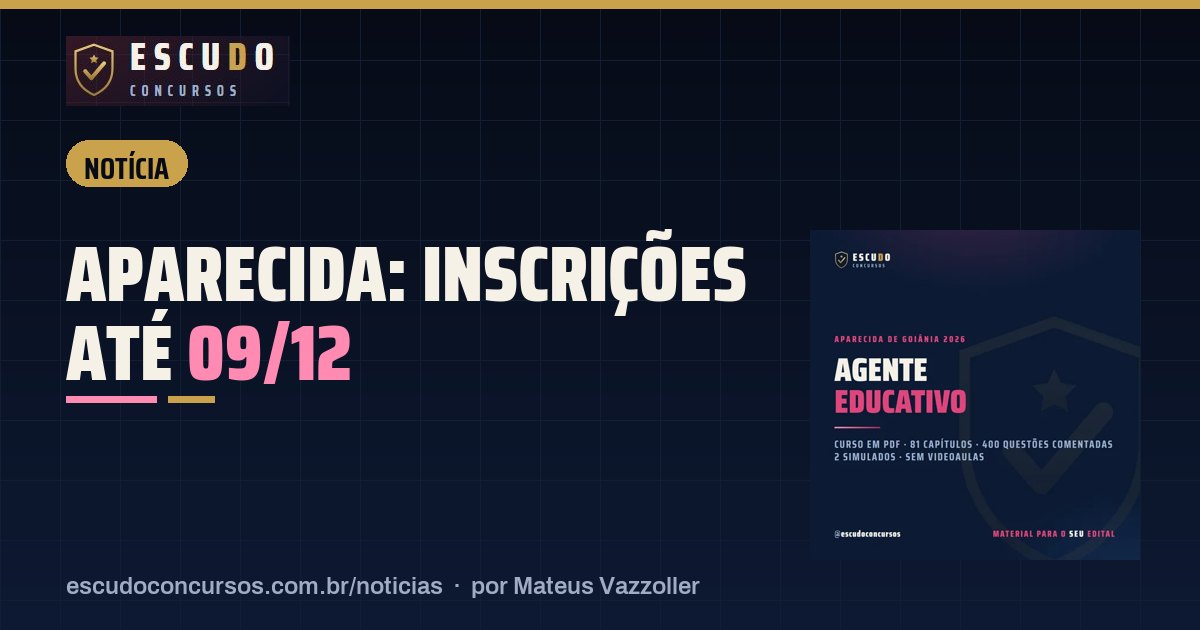 ESCUDO
CONCURSOS
NOTÍCIA
APARECIDA: INSCRIÇÕES
ATÉ 09/12
ESCUDO
CONCURSOS
APARECIDA DE GOIÂNIA 2026
AGENTE
EDUCATIVO
CURSO EM PDF · 81 CAPÍTULOS · 400 QUESTÕES COMENTADAS
2 SIMULADOS · SEM VIDEOAULAS
@escudoconcursos
MATERIAL PARA O SEU EDITAL
escudoconcursos.com.br/noticias · por Mateus Vazzoller